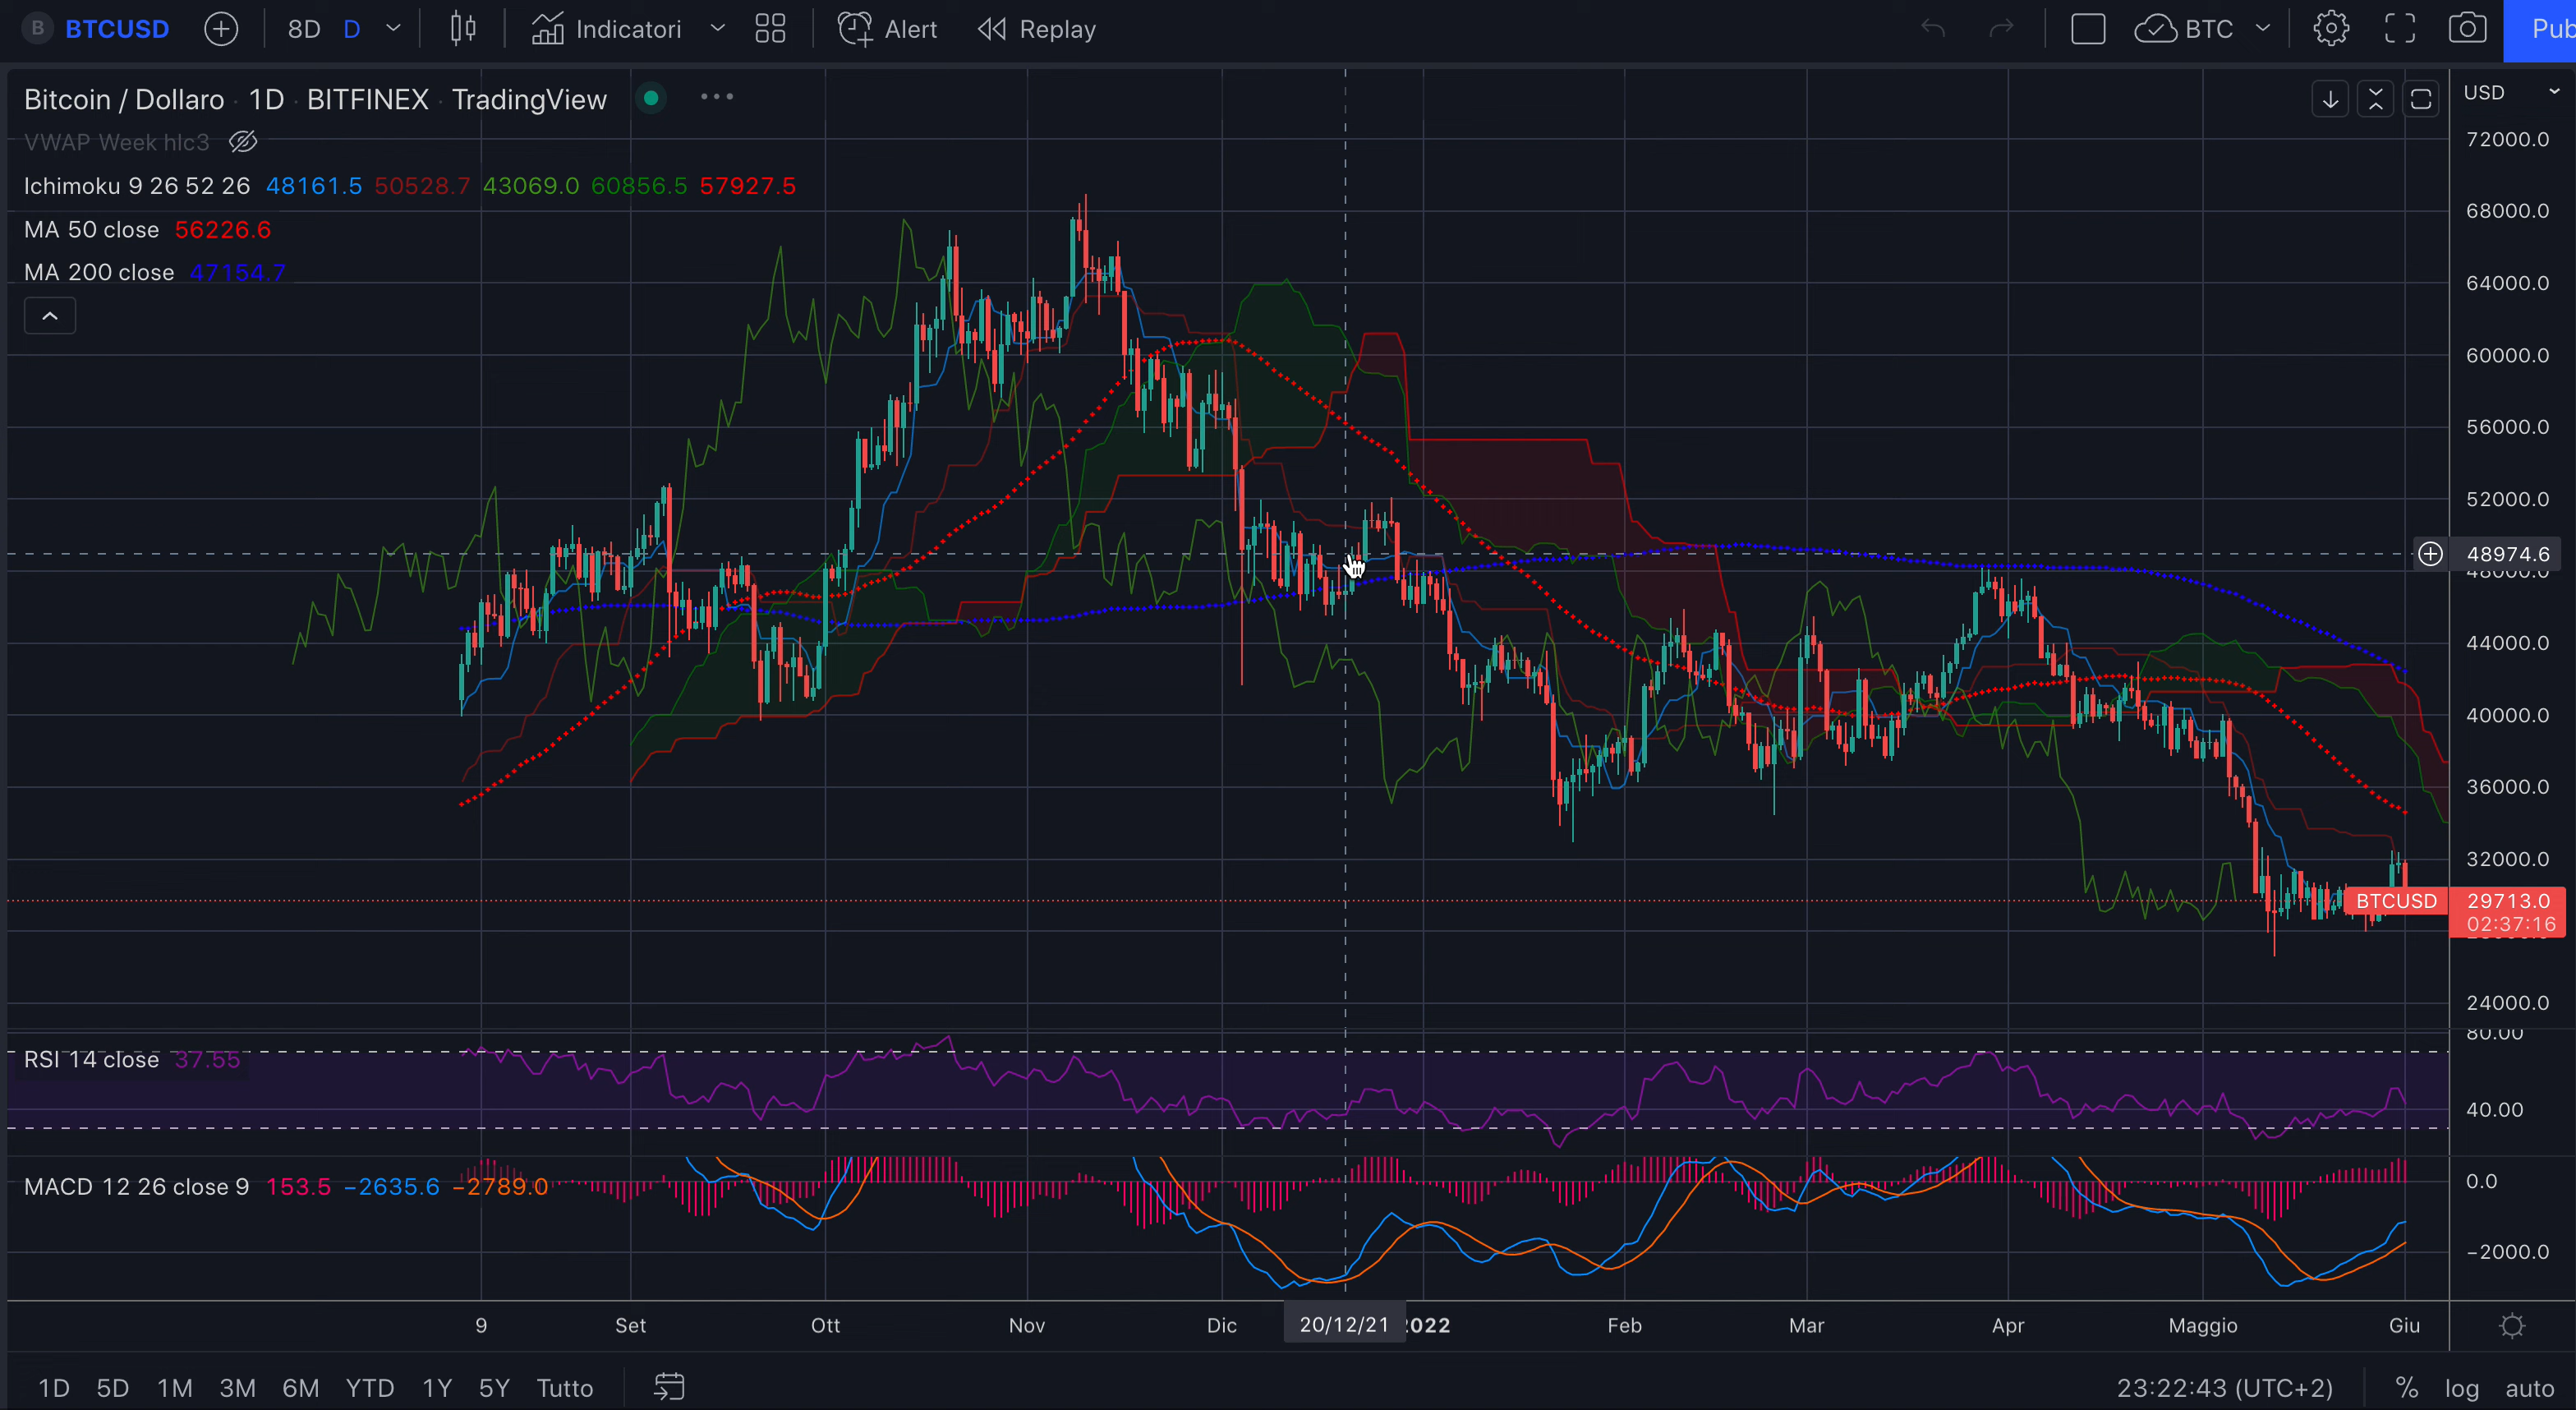 B BTCUSD 8D D Indicatori Alert Replay BTC Pub
Bitcoin / Dollaro · 1D · BITFINEX · TradingView
USD
VWAP Week hlc3
Ichimoku 9 26 52 26 48161.5 50528.7 43069.0 60856.5 57927.5
MA 50 close 56226.6
MA 200 close 47154.7
72000.0
68000.0
64000.0
60000.0
56000.0
52000.0
48974.6
48000.0
44000.0
40000.0
36000.0
32000.0
BTCUSD 29713.0
02:37:16
24000.0
80.00
RSI 14 close 37.55
40.00
MACD 12 26 close 9 153.5 −2635.6 −2789.0
0.0
−2000.0
9 Set Ott Nov Dic 20/12/21 2022 Feb Mar Apr Maggio Giu
1D 5D 1M 3M 6M YTD 1Y 5Y Tutto 23:22:43 (UTC+2) % log auto